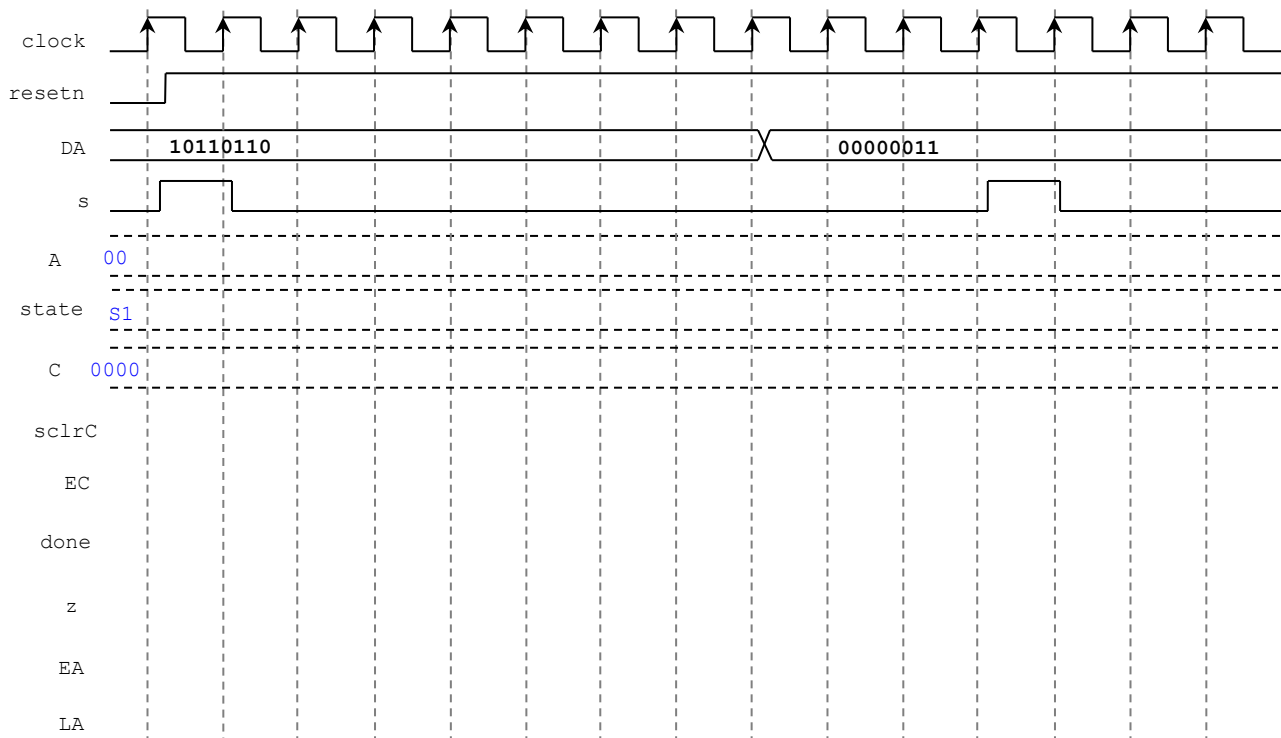 clock
resetn
DA 10110110 00000011
s
A 00
state S1
C 0000
sclrC
EC
done
z
EA
LA